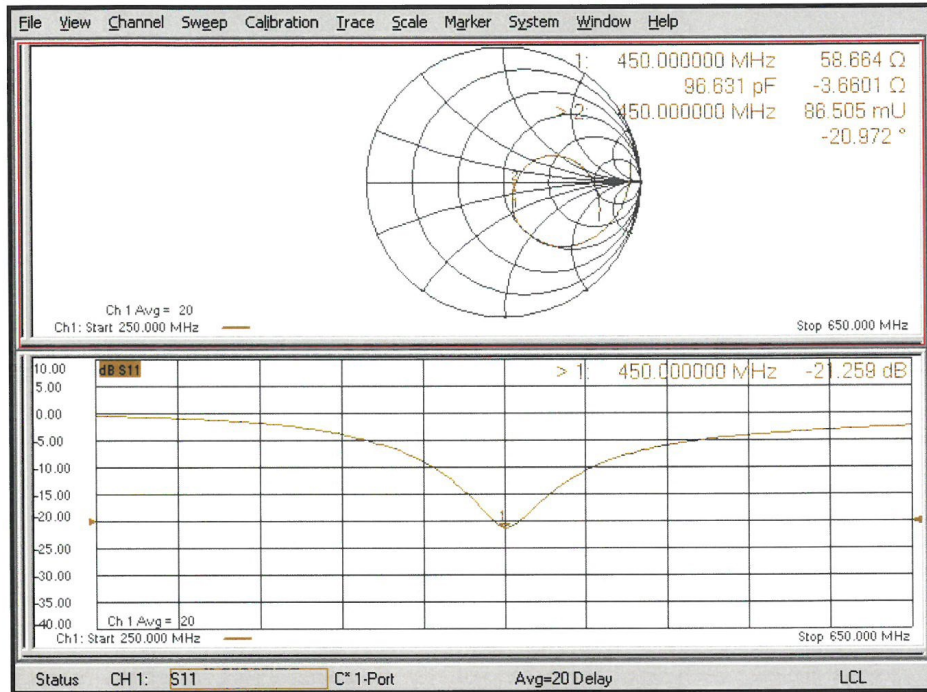 File View Channel Sweep Calibration Trace Scale Marker System Window Help
1: 450.000000 MHz 58.664 Ω
96.631 pF -3.6601 Ω
> 2: 450.000000 MHz 86.505 mU
-20.972 °
Ch 1 Avg = 20
Ch1: Start 250.000 MHz
Stop 650.000 MHz
10.00
dB S11
> 1: 450.000000 MHz -21.259 dB
5.00
0.00
-5.00
-10.00
-15.00
1
-20.00
-25.00
-30.00
-35.00
-40.00
Ch 1 Avg = 20
Ch1: Start 250.000 MHz
Stop 650.000 MHz
Status CH 1: S11 C* 1-Port Avg=20 Delay LCL